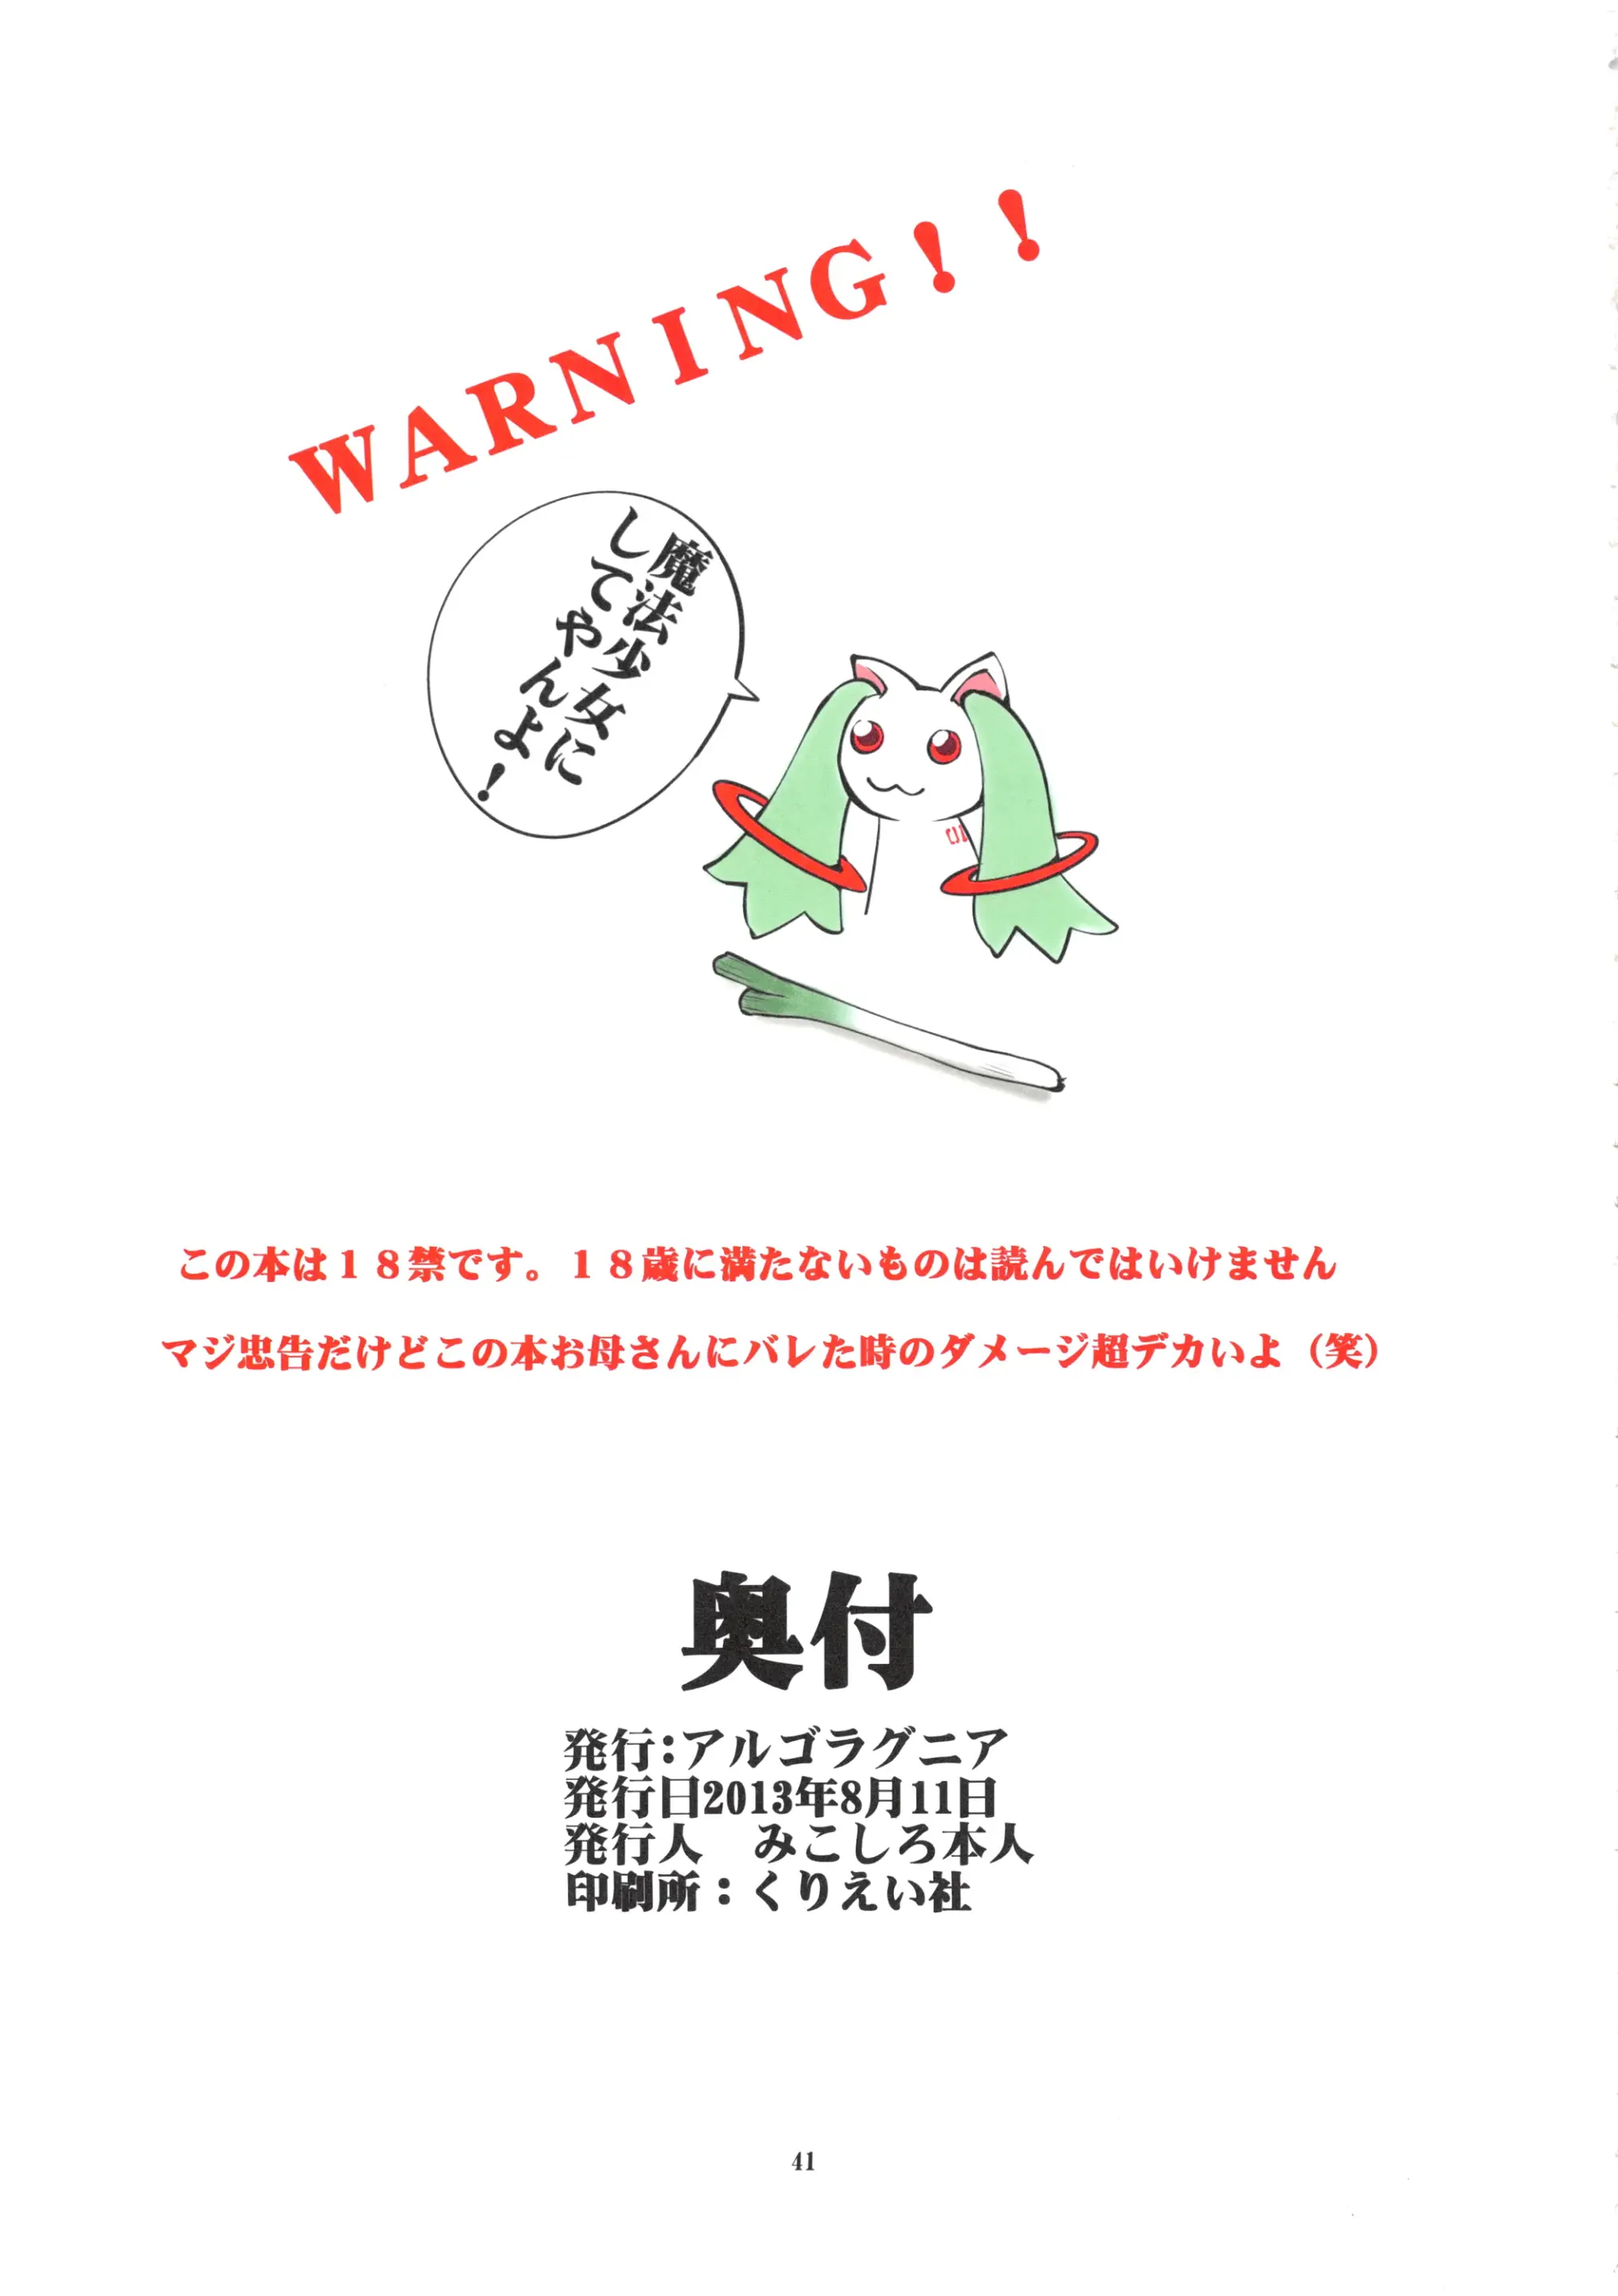 WARNING!!
魔法少女に
してやんよ!
01
この本は18禁です。18歳に満たないものは読んではいけません
マジ忠告だけどこの本お母さんにバレた時のダメージ超デカいよ(笑)
奥付
発行:アルゴラグニア
発行日2013年8月11日
発行人 みこしろ本人
印刷所:くりえい社
41